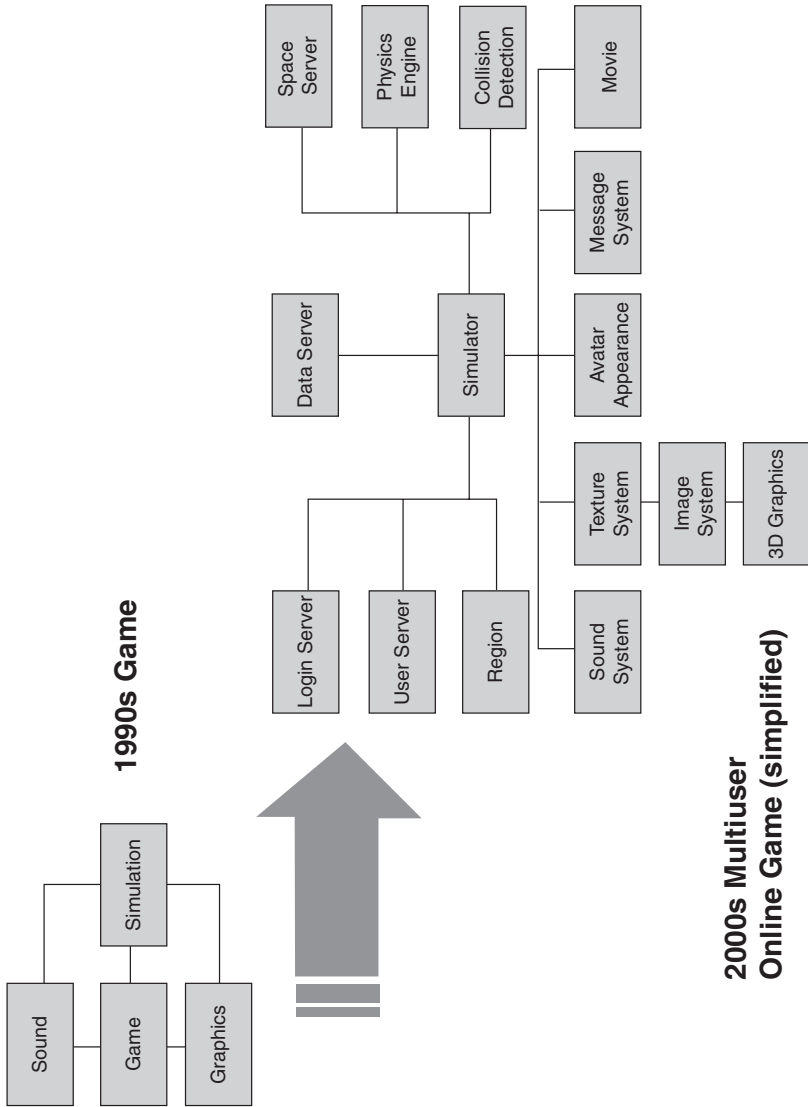 Sound
Game
Graphics
Simulation
1990s Game
Login Server
User Server
Region
Data Server
Simulator
Space
Server
Physics
Engine
Collision
Detection
Sound
System
Texture
System
Image
System
3D Graphics
Avatar
Appearance
Message
System
Movie
2000s Multiuser
Online Game (simplified)